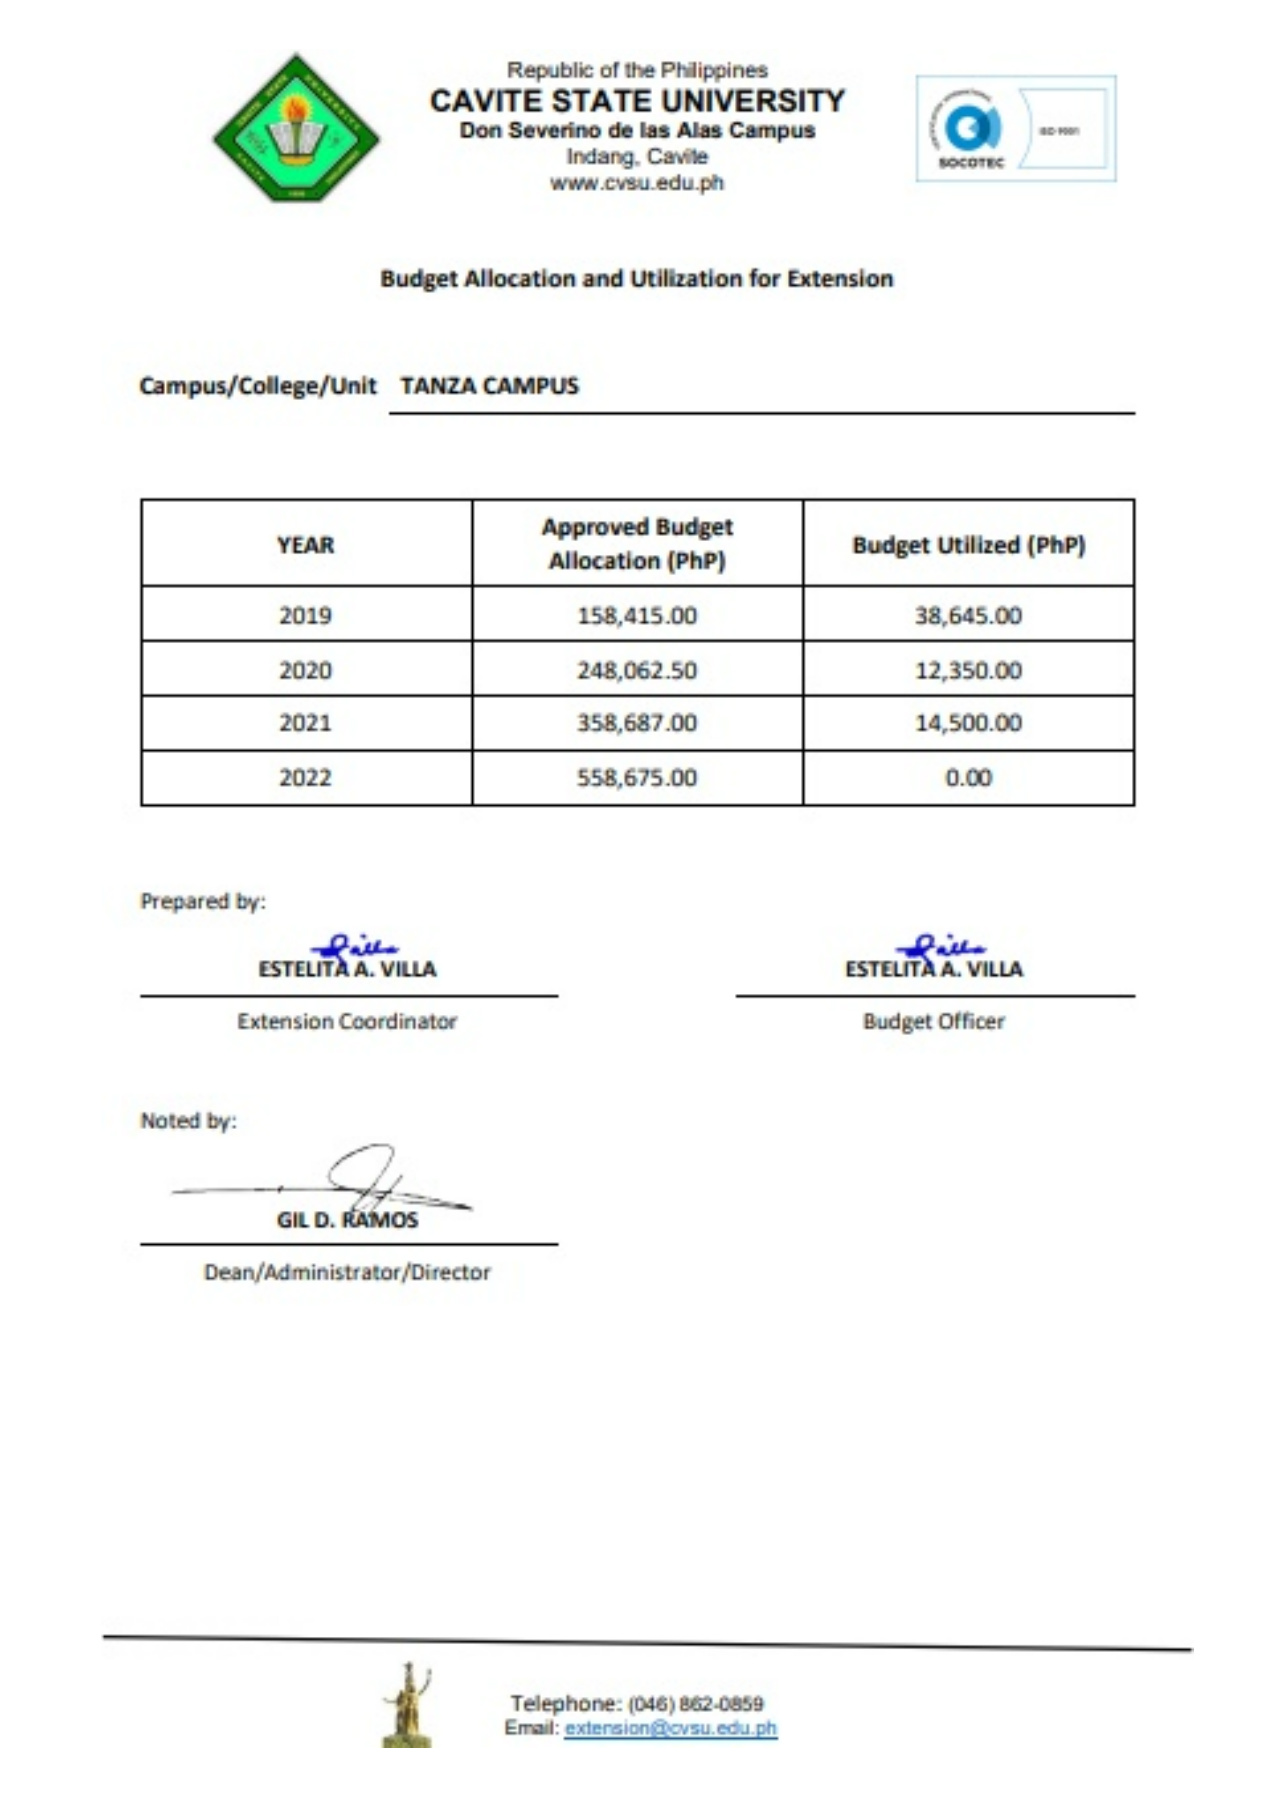 Republic of the Philippines
CAVITE STATE UNIVERSITY
Don Severino de las Alas Campus
Indang, Cavite
www.cvsu.edu.ph
SOCOTEC
ISO 9001
Budget Allocation and Utilization for Extension
Campus/College/Unit TANZA CAMPUS
YEAR Approved Budget Allocation (PhP) Budget Utilized (PhP)
2019 158,415.00 38,645.00
2020 248,062.50 12,350.00
2021 358,687.00 14,500.00
2022 558,675.00 0.00
Prepared by:
ESTELITA A. VILLA ESTELITA A. VILLA
Extension Coordinator Budget Officer
Noted by:
GIL D. RAMOS
Dean/Administrator/Director
Telephone: (046) 862-0859
Email: extension@cvsu.edu.ph